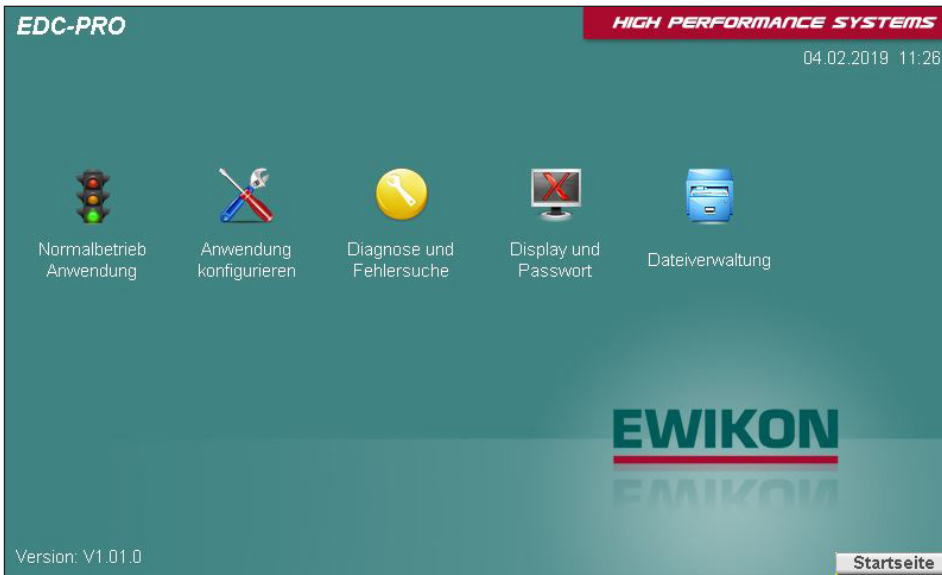 EDC-PRO
HIGH PERFORMANCE SYSTEMS
04.02.2019 11:26
Normalbetrieb
Anwendung
Anwendung
konfigurieren
Diagnose und
Fehlersuche
Display und
Passwort
Dateiverwaltung
EWIKON
Version: V1.01.0
Startseite